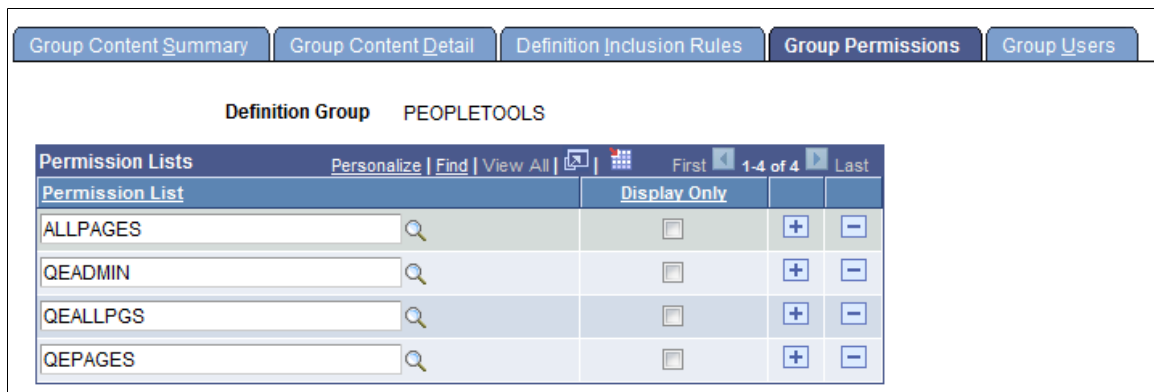 Group Content Summary Group Content Detail Definition Inclusion Rules Group Permissions Group Users
Definition Group PEOPLETOOLS
Permission Lists Personalize | Find | View All | | First 1-4 of 4 Last
Permission List Display Only
ALLPAGES
QEADMIN
QEALLPGS
QEPAGES